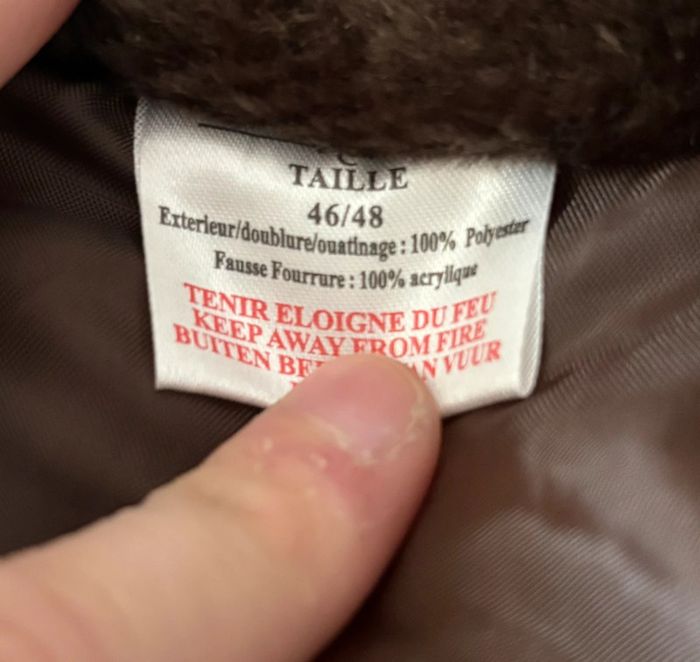 TAILLE
46/48
Exterieur/doublure/ouatinage : 100% Polyester
Fausse Fourrure : 100% acrylique
TENIR ELOIGNE DU FEU
KEEP AWAY FROM FIRE
BUITEN VUUR